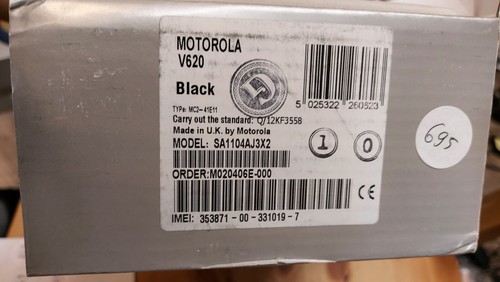 MOTOROLA
V620
Black
5 025322 260523
TYPE: MC2-41E11
Carry out the standard: Q/12KF3558
Made in U.K. by Motorola
MODEL: SA1104AJ3X2
1 0
695
ORDER:M020406E-000
CE
IMEI: 353871-00-331019-7